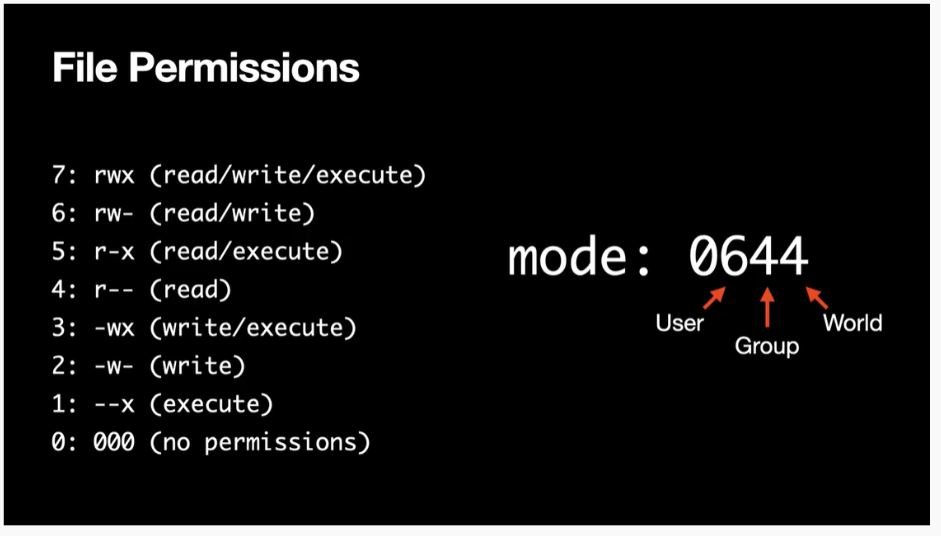 File Permissions
7: rwx (read/write/execute)
6: rw- (read/write)
5: r-x (read/execute)
4: r-- (read)
3: -wx (write/execute)
2: -w- (write)
1: --x (execute)
0: 000 (no permissions)
mode: 0644
User
Group
World